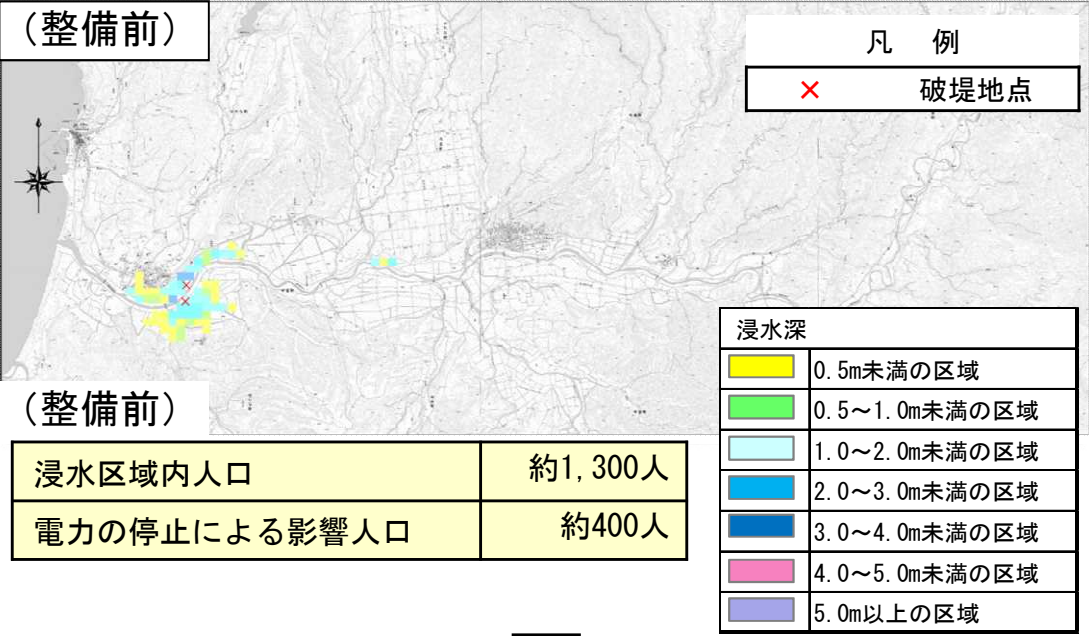 （整備前）
凡　例
× 破堤地点
（整備前）
浸水区域内人口 約1,300人
電力の停止による影響人口 約400人
浸水深
0.5m未満の区域
0.5～1.0m未満の区域
1.0～2.0m未満の区域
2.0～3.0m未満の区域
3.0～4.0m未満の区域
4.0～5.0m未満の区域
5.0m以上の区域